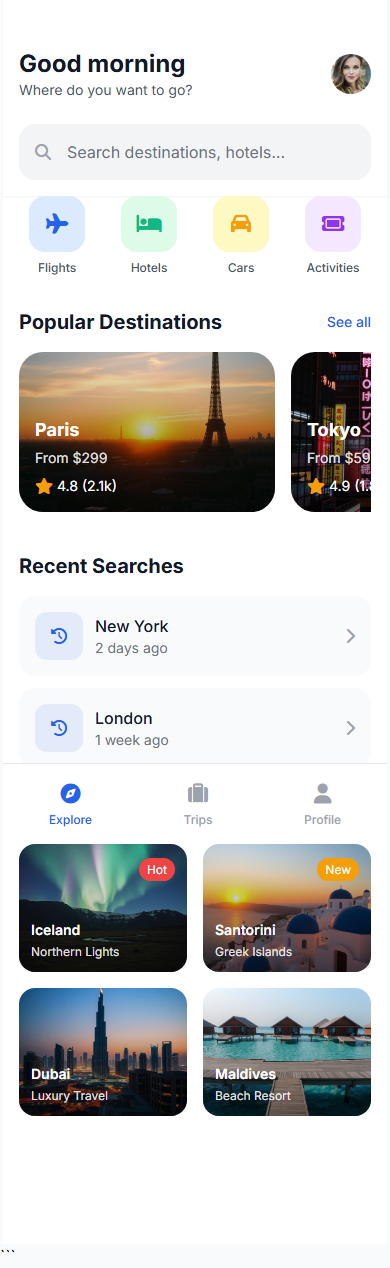 Good morning
Where do you want to go?
Search destinations, hotels...
Flights
Hotels
Cars
Activities
Popular Destinations
See all
Paris
From $299
4.8 (2.1k)
Tokyo
From $59
4.9 (1.8
Recent Searches
New York
2 days ago
London
1 week ago
Explore
Trips
Profile
Hot
Iceland
Northern Lights
New
Santorini
Greek Islands
Dubai
Luxury Travel
Maldives
Beach Resort
```